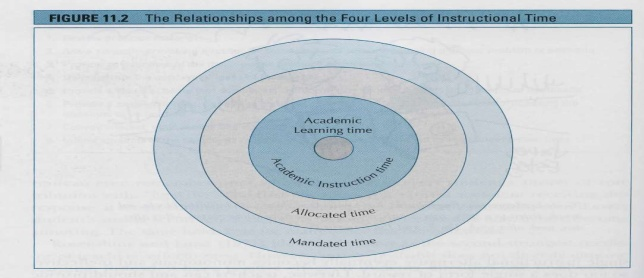 FIGURE 11.2 The Relationships among the Four Levels of Instructional Time
Academic
Learning time
Academic Instruction time
Allocated time
Mandated time